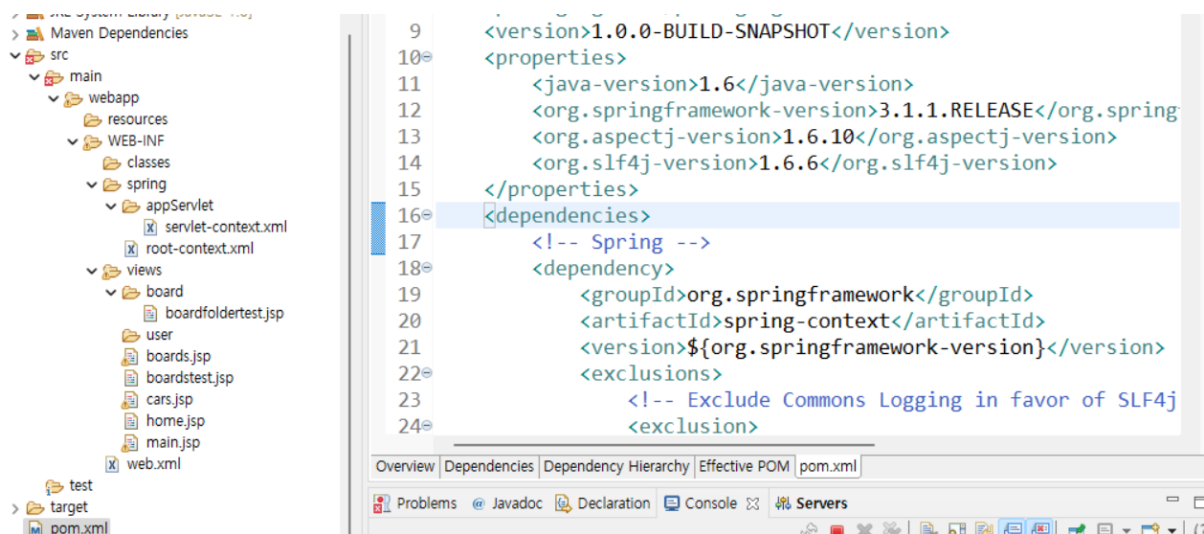 Maven Dependencies
src
main
webapp
resources
WEB-INF
classes
spring
appServlet
servlet-context.xml
root-context.xml
views
board
boardfoldertest.jsp
user
boards.jsp
boardstest.jsp
cars.jsp
home.jsp
main.jsp
web.xml
test
target
pom.xml
9 <version>1.0.0-BUILD-SNAPSHOT</version>
10 <properties>
11 <java-version>1.6</java-version>
12 <org.springframework-version>3.1.1.RELEASE</org.spring
13 <org.aspectj-version>1.6.10</org.aspectj-version>
14 <org.slf4j-version>1.6.6</org.slf4j-version>
15 </properties>
16 <dependencies>
17 <!-- Spring -->
18 <dependency>
19 <groupId>org.springframework</groupId>
20 <artifactId>spring-context</artifactId>
21 <version>${org.springframework-version}</version>
22 <exclusions>
23 <!-- Exclude Commons Logging in favor of SLF4j
24 <exclusion>
Overview Dependencies Dependency Hierarchy Effective POM pom.xml
Problems @ Javadoc Declaration Console Servers